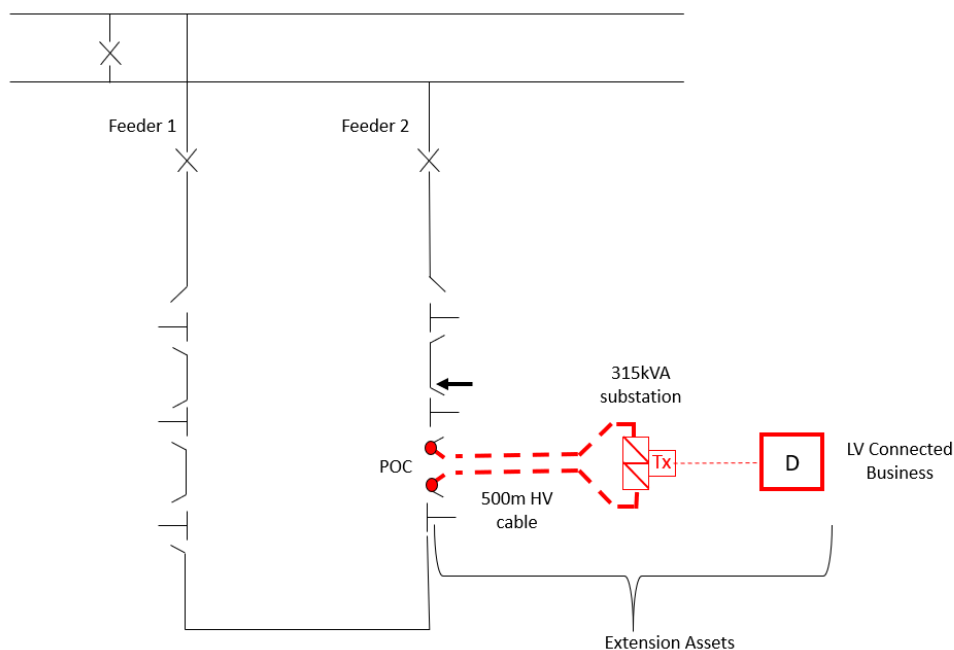 Feeder 1
Feeder 2
315kVA
substation
POC
Tx
D
LV Connected
Business
500m HV
cable
Extension Assets